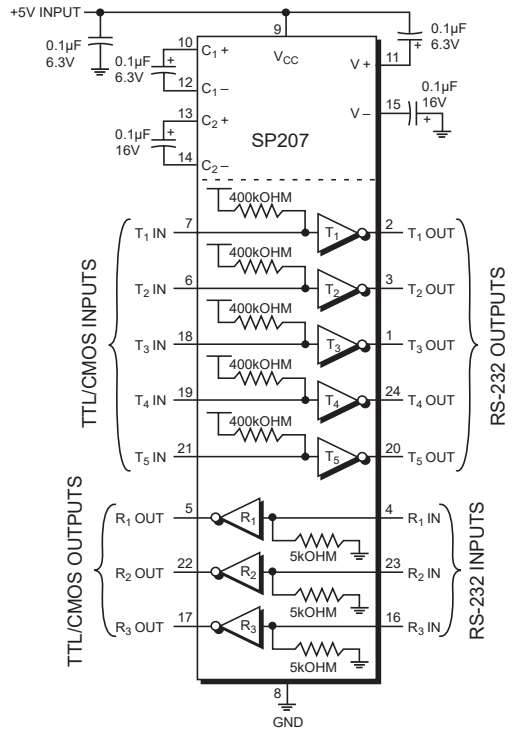 +5V INPUT
0.1µF
6.3V
9
VCC
0.1µF
6.3V
10
C1 +
0.1µF
6.3V
12
C1 –
V +
11
13
C2 +
0.1µF
16V
14
C2 –
V –
15
0.1µF
16V
SP207
400kOHM
T1 IN
7
T1
2
T1 OUT
400kOHM
T2 IN
6
T2
3
T2 OUT
400kOHM
T3 IN
18
T3
1
T3 OUT
400kOHM
T4 IN
19
T4
24
T4 OUT
400kOHM
T5 IN
21
T5
20
T5 OUT
TTL/CMOS INPUTS
RS-232 OUTPUTS
R1 OUT
5
R1
4
R1 IN
5kOHM
R2 OUT
22
R2
23
R2 IN
5kOHM
R3 OUT
17
R3
16
R3 IN
5kOHM
TTL/CMOS OUTPUTS
RS-232 INPUTS
8
GND